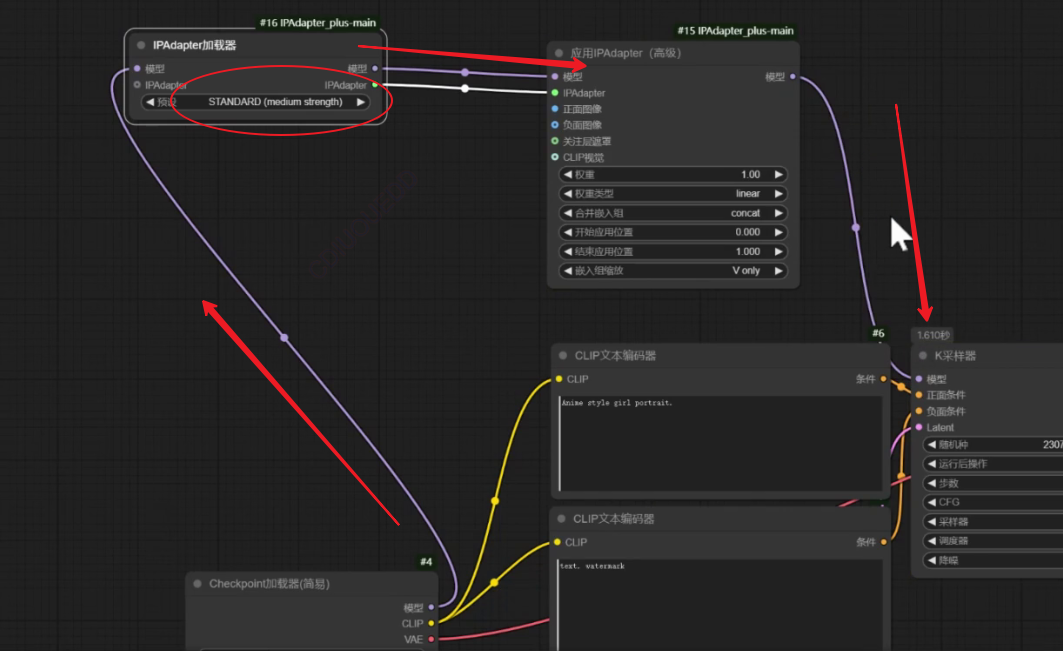 #16 IPAdapter_plus-main
IPAdapter加载器
模型 模型
IPAdapter IPAdapter
预设 STANDARD (medium strength)
#15 IPAdapter_plus-main
应用IPAdapter（高级）
模型 模型
IPAdapter
正面图像
负面图像
关注层遮罩
CLIP视觉
权重 1.00
权重类型 linear
合并嵌入组 concat
开始应用位置 0.000
结束应用位置 1.000
嵌入组缩放 V only
#6
CLIP文本编码器
CLIP 条件
Anime style girl portrait.
CLIP文本编码器
CLIP 条件
text, watermark
1.610秒
K采样器
模型
正面条件
负面条件
Latent
随机种 2307
运行后操作
步数
CFG
采样器
调度器
降噪
#4
Checkpoint加载器(简易)
模型
CLIP
VAE